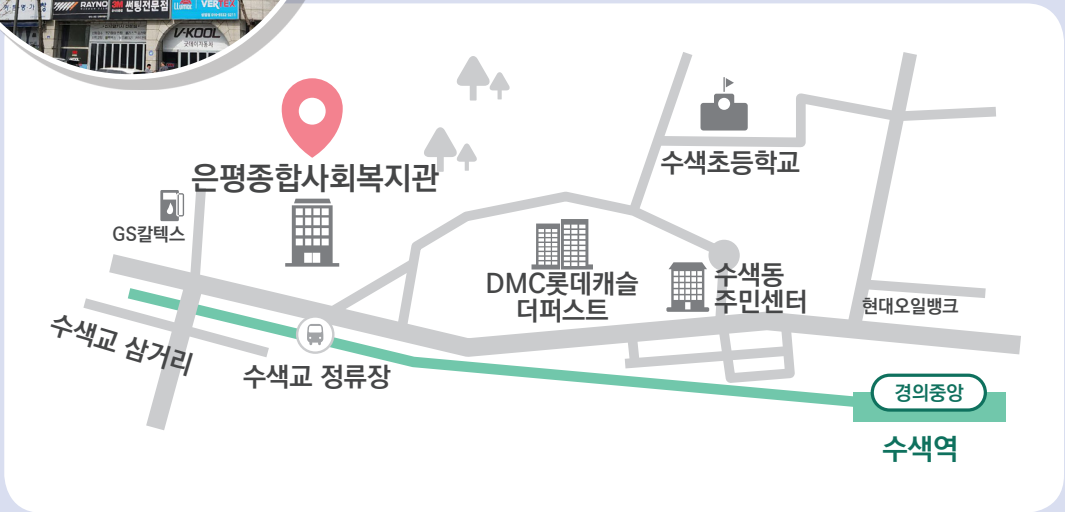 RAYNO
3M 썬팅전문점
LLumar
VERTEX
V-KOOL
은평종합사회복지관
수색초등학교
GS칼텍스
DMC롯데캐슬
더퍼스트
수색동
주민센터
현대오일뱅크
수색교 삼거리
수색교 정류장
경의중앙
수색역